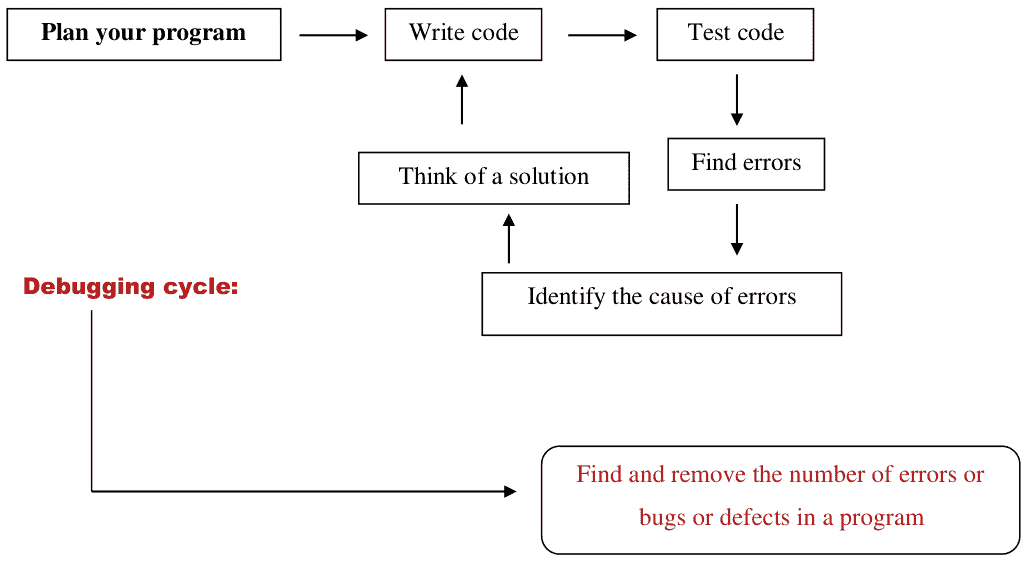 Plan your program
Write code
Test code
Think of a solution
Find errors
Debugging cycle:
Identify the cause of errors
Find and remove the number of errors or
bugs or defects in a program